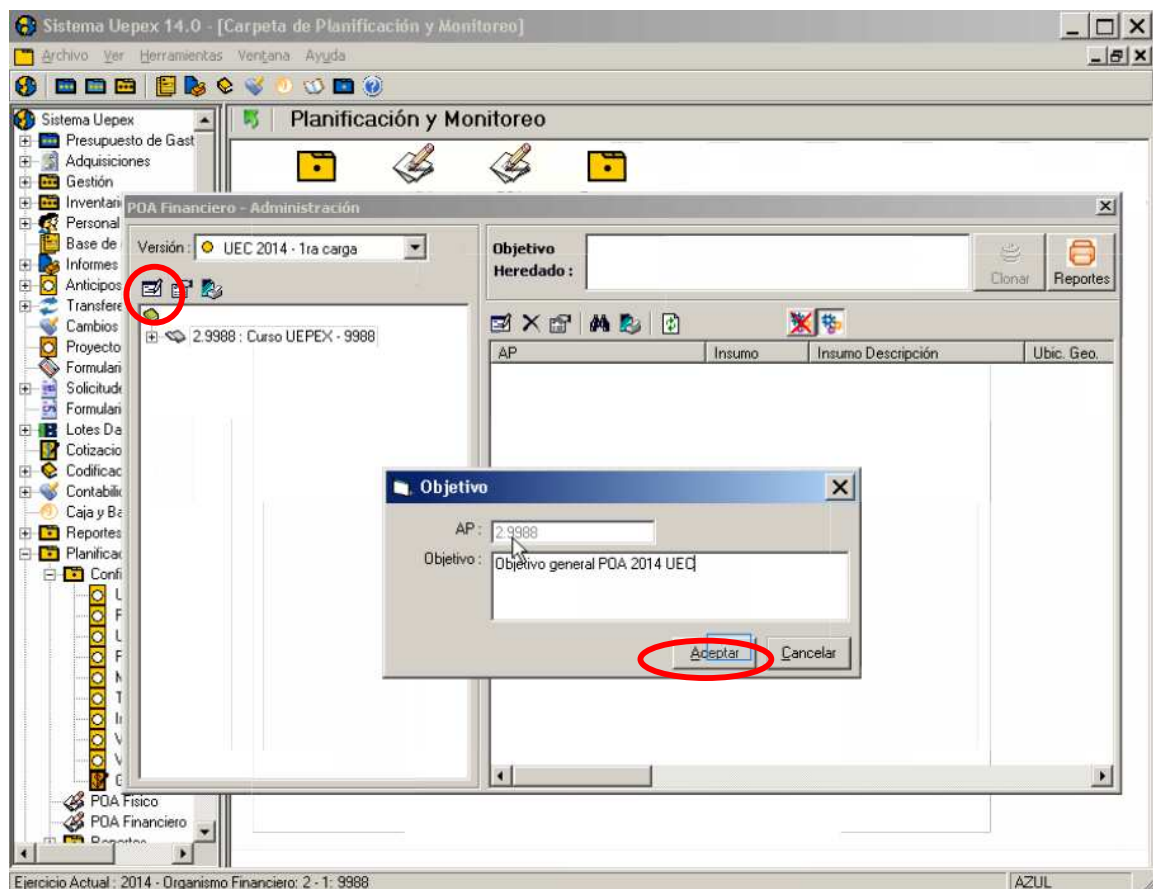 Sistema Uepex 14.0 - [Carpeta de Planificación y Monitoreo]
Archivo Ver Herramientas Ventana Ayuda
Sistema Uepex
Presupuesto de Gast
Adquisiciones
Gestión
Inventari
Personal
Base de
Informes
Anticipos
Transfere
Cambios
Proyecto
Formulari
Solicitude
Formulari
Lotes Da
Cotizacio
Codificac
Contabilic
Caja y Ba
Reportes
Planificac
Confi
POA Fisico
POA Financiero
Reportes
Planificación y Monitoreo
POA Financiero - Administración
Versión : UEC 2014 - 1ra carga
2.9988 : Curso UEPEX - 9988
Objetivo
Heredado :
Clonar
Reportes
AP Insumo Insumo Descripción Ubic. Geo.
Objetivo
AP : 2.9988
Objetivo : Objetivo general POA 2014 UEC
Aceptar Cancelar
Ejercicio Actual : 2014 - Organismo Financiero: 2 - 1: 9988
AZUL